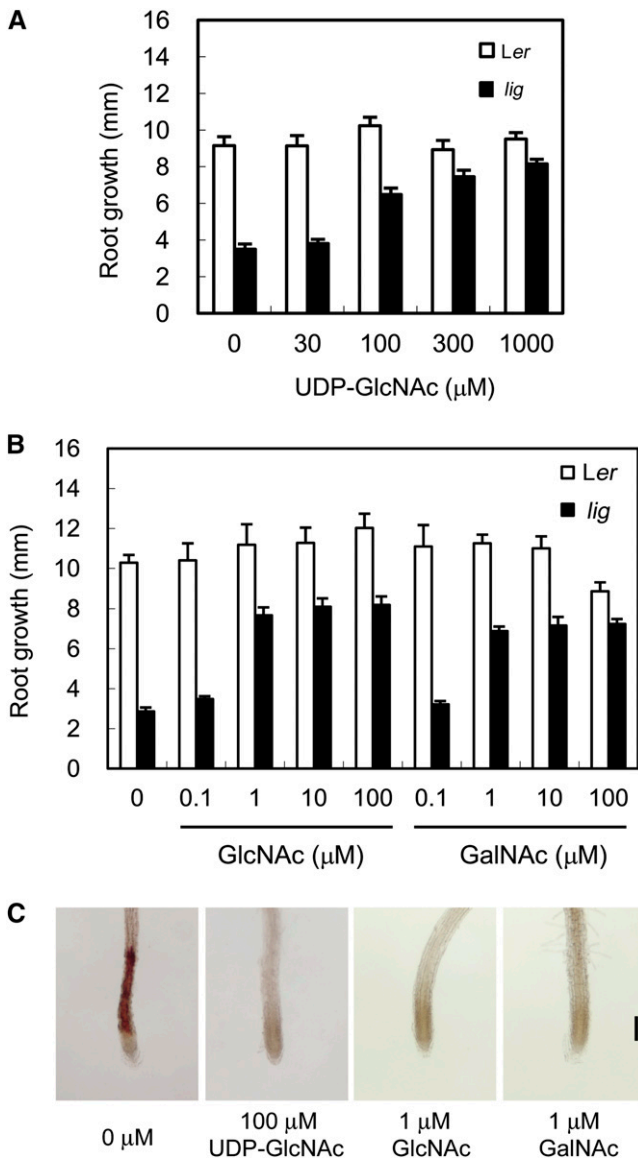 A
16
14
12
10
8
6
4
2
0
Root growth (mm)
Ler
lig
0 30 100 300 1000
UDP-GlcNAc (μM)
B
16
14
12
10
8
6
4
2
0
Root growth (mm)
Ler
lig
0 0.1 1 10 100 0.1 1 10 100
GlcNAc (μM) GalNAc (μM)
C
0 μM
100 μM
UDP-GlcNAc
1 μM
GlcNAc
1 μM
GalNAc